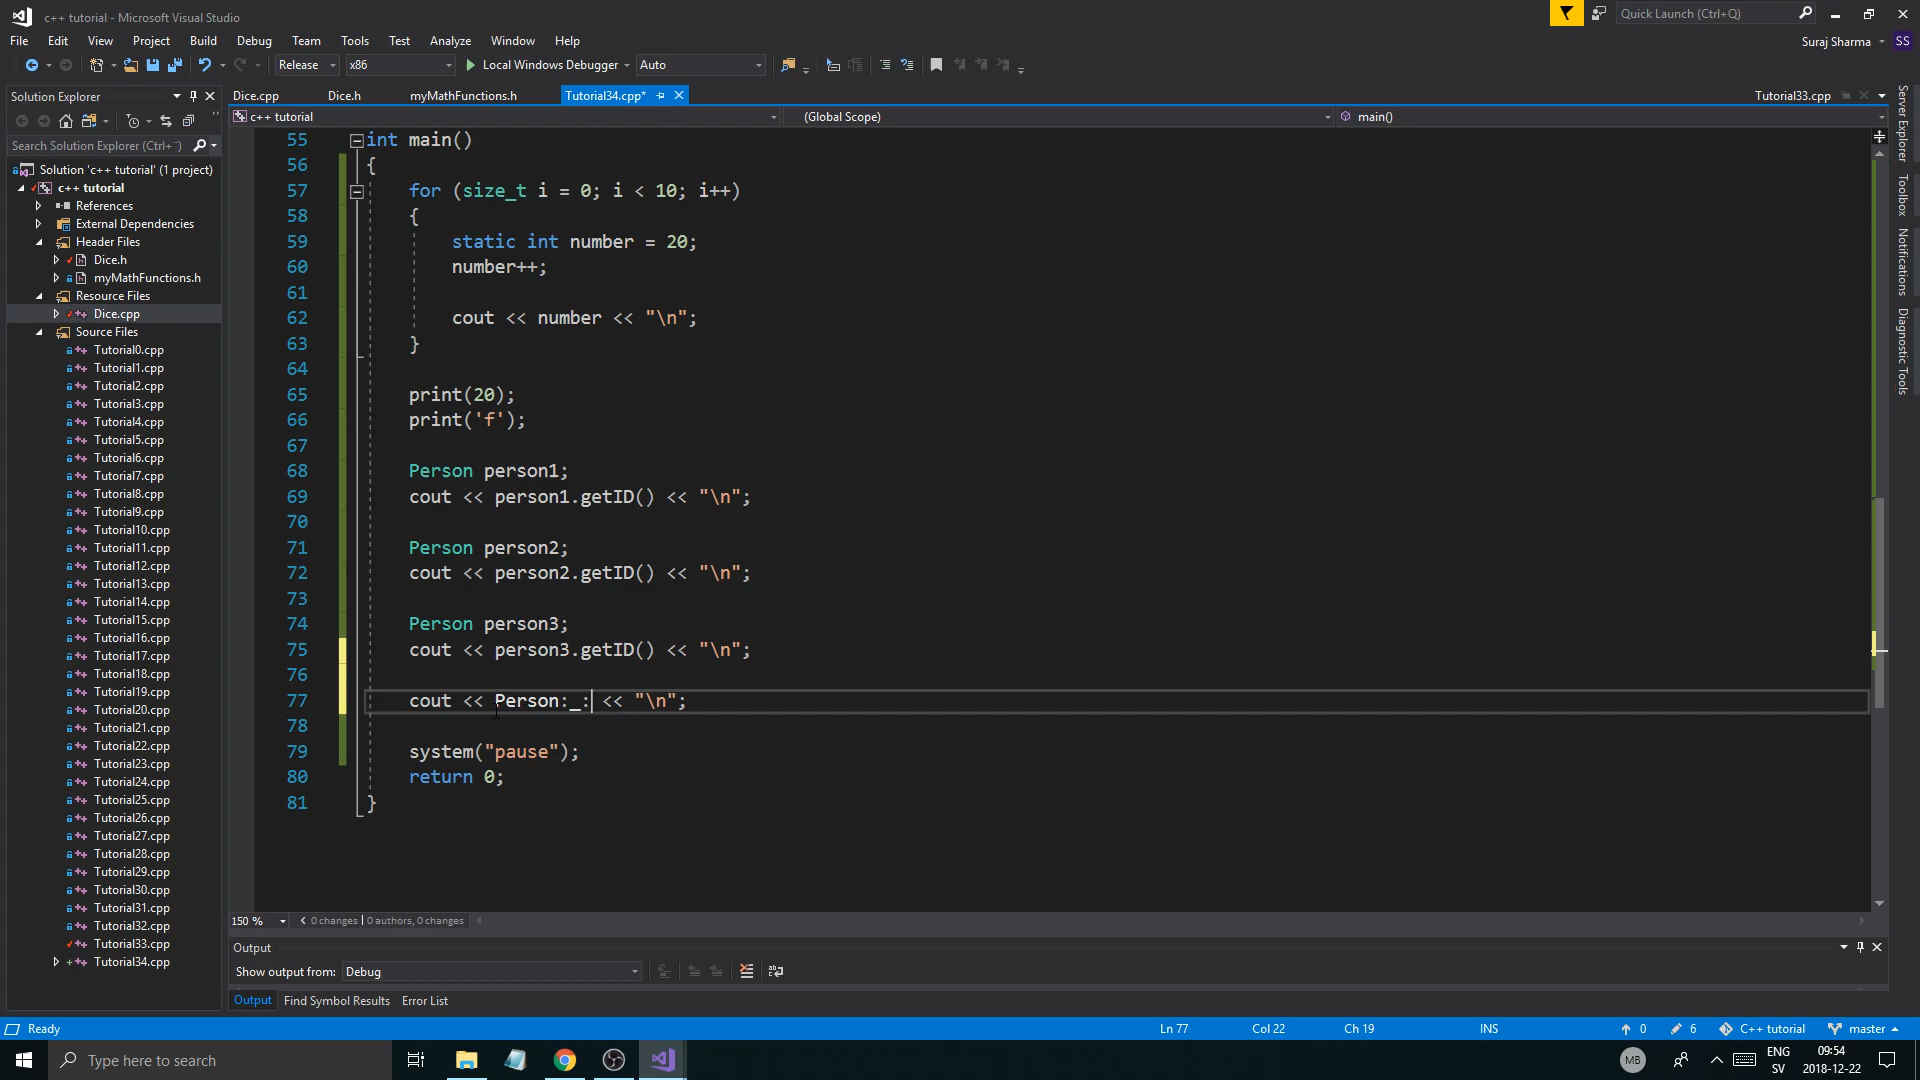 c++ tutorial - Microsoft Visual Studio
Quick Launch (Ctrl+Q)
File Edit View Project Build Debug Team Tools Test Analyze Window Help
Suraj Sharma SS
Release x86 Local Windows Debugger Auto
Solution Explorer
Dice.cpp Dice.h myMathFunctions.h Tutorial34.cpp* Tutorial33.cpp
c++ tutorial (Global Scope) main()
Search Solution Explorer (Ctrl+¨)
Solution 'c++ tutorial' (1 project)
c++ tutorial
References
External Dependencies
Header Files
Dice.h
myMathFunctions.h
Resource Files
Dice.cpp
Source Files
Tutorial0.cpp
Tutorial1.cpp
Tutorial2.cpp
Tutorial3.cpp
Tutorial4.cpp
Tutorial5.cpp
Tutorial6.cpp
Tutorial7.cpp
Tutorial8.cpp
Tutorial9.cpp
Tutorial10.cpp
Tutorial11.cpp
Tutorial12.cpp
Tutorial13.cpp
Tutorial14.cpp
Tutorial15.cpp
Tutorial16.cpp
Tutorial17.cpp
Tutorial18.cpp
Tutorial19.cpp
Tutorial20.cpp
Tutorial21.cpp
Tutorial22.cpp
Tutorial23.cpp
Tutorial24.cpp
Tutorial25.cpp
Tutorial26.cpp
Tutorial27.cpp
Tutorial28.cpp
Tutorial29.cpp
Tutorial30.cpp
Tutorial31.cpp
Tutorial32.cpp
Tutorial33.cpp
Tutorial34.cpp
55 int main()
56 {
57 for (size_t i = 0; i < 10; i++)
58 {
59 static int number = 20;
60 number++;
61
62 cout << number << "\n";
63 }
64
65 print(20);
66 print('f');
67
68 Person person1;
69 cout << person1.getID() << "\n";
70
71 Person person2;
72 cout << person2.getID() << "\n";
73
74 Person person3;
75 cout << person3.getID() << "\n";
76
77 cout << Person:_: << "\n";
78
79 system("pause");
80 return 0;
81 }
Server Explorer
Toolbox
Notifications
Diagnostic Tools
150 % 0 changes | 0 authors, 0 changes
Output
Show output from: Debug
Output Find Symbol Results Error List
Ready Ln 77 Col 22 Ch 19 INS 0 6 C++ tutorial master
Type here to search
MB
ENG
SV
09:54
2018-12-22